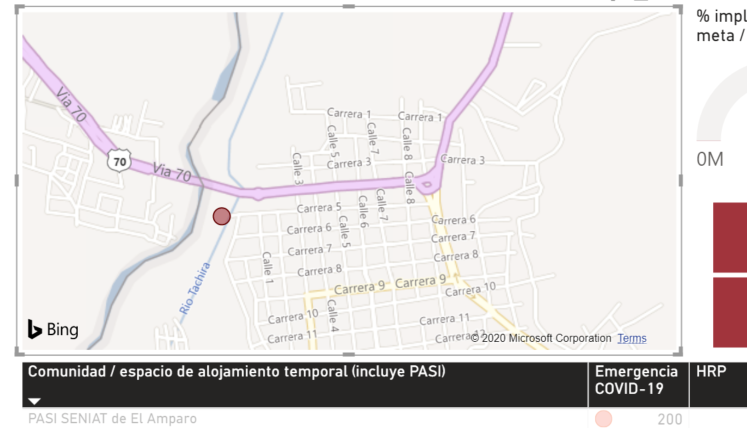 % impl
meta /
0M
Via 70
70
Via 70
Carrera 1
Carrera 1
Calle 5
Calle 7
Calle 8
Calle 3
Carrera 3
Carrera 3
Calle 8
Carrera 5
Calle 6
Calle 7
Carrera 6
Carrera 6
Calle 5
Carrera 7
Carrera 7
Calle 1
Carrera 8
Carrera 8
Rio-Tachira
Carrera 9
Carrera 9
Carrera 10
Carrera 10
Calle 4
Carrera 11
Carrera 11
Bing
© 2020 Microsoft Corporation Terms
Comunidad / espacio de alojamiento temporal (incluye PASI)
Emergencia
COVID-19
HRP
PASI SENIAT de El Amparo
200